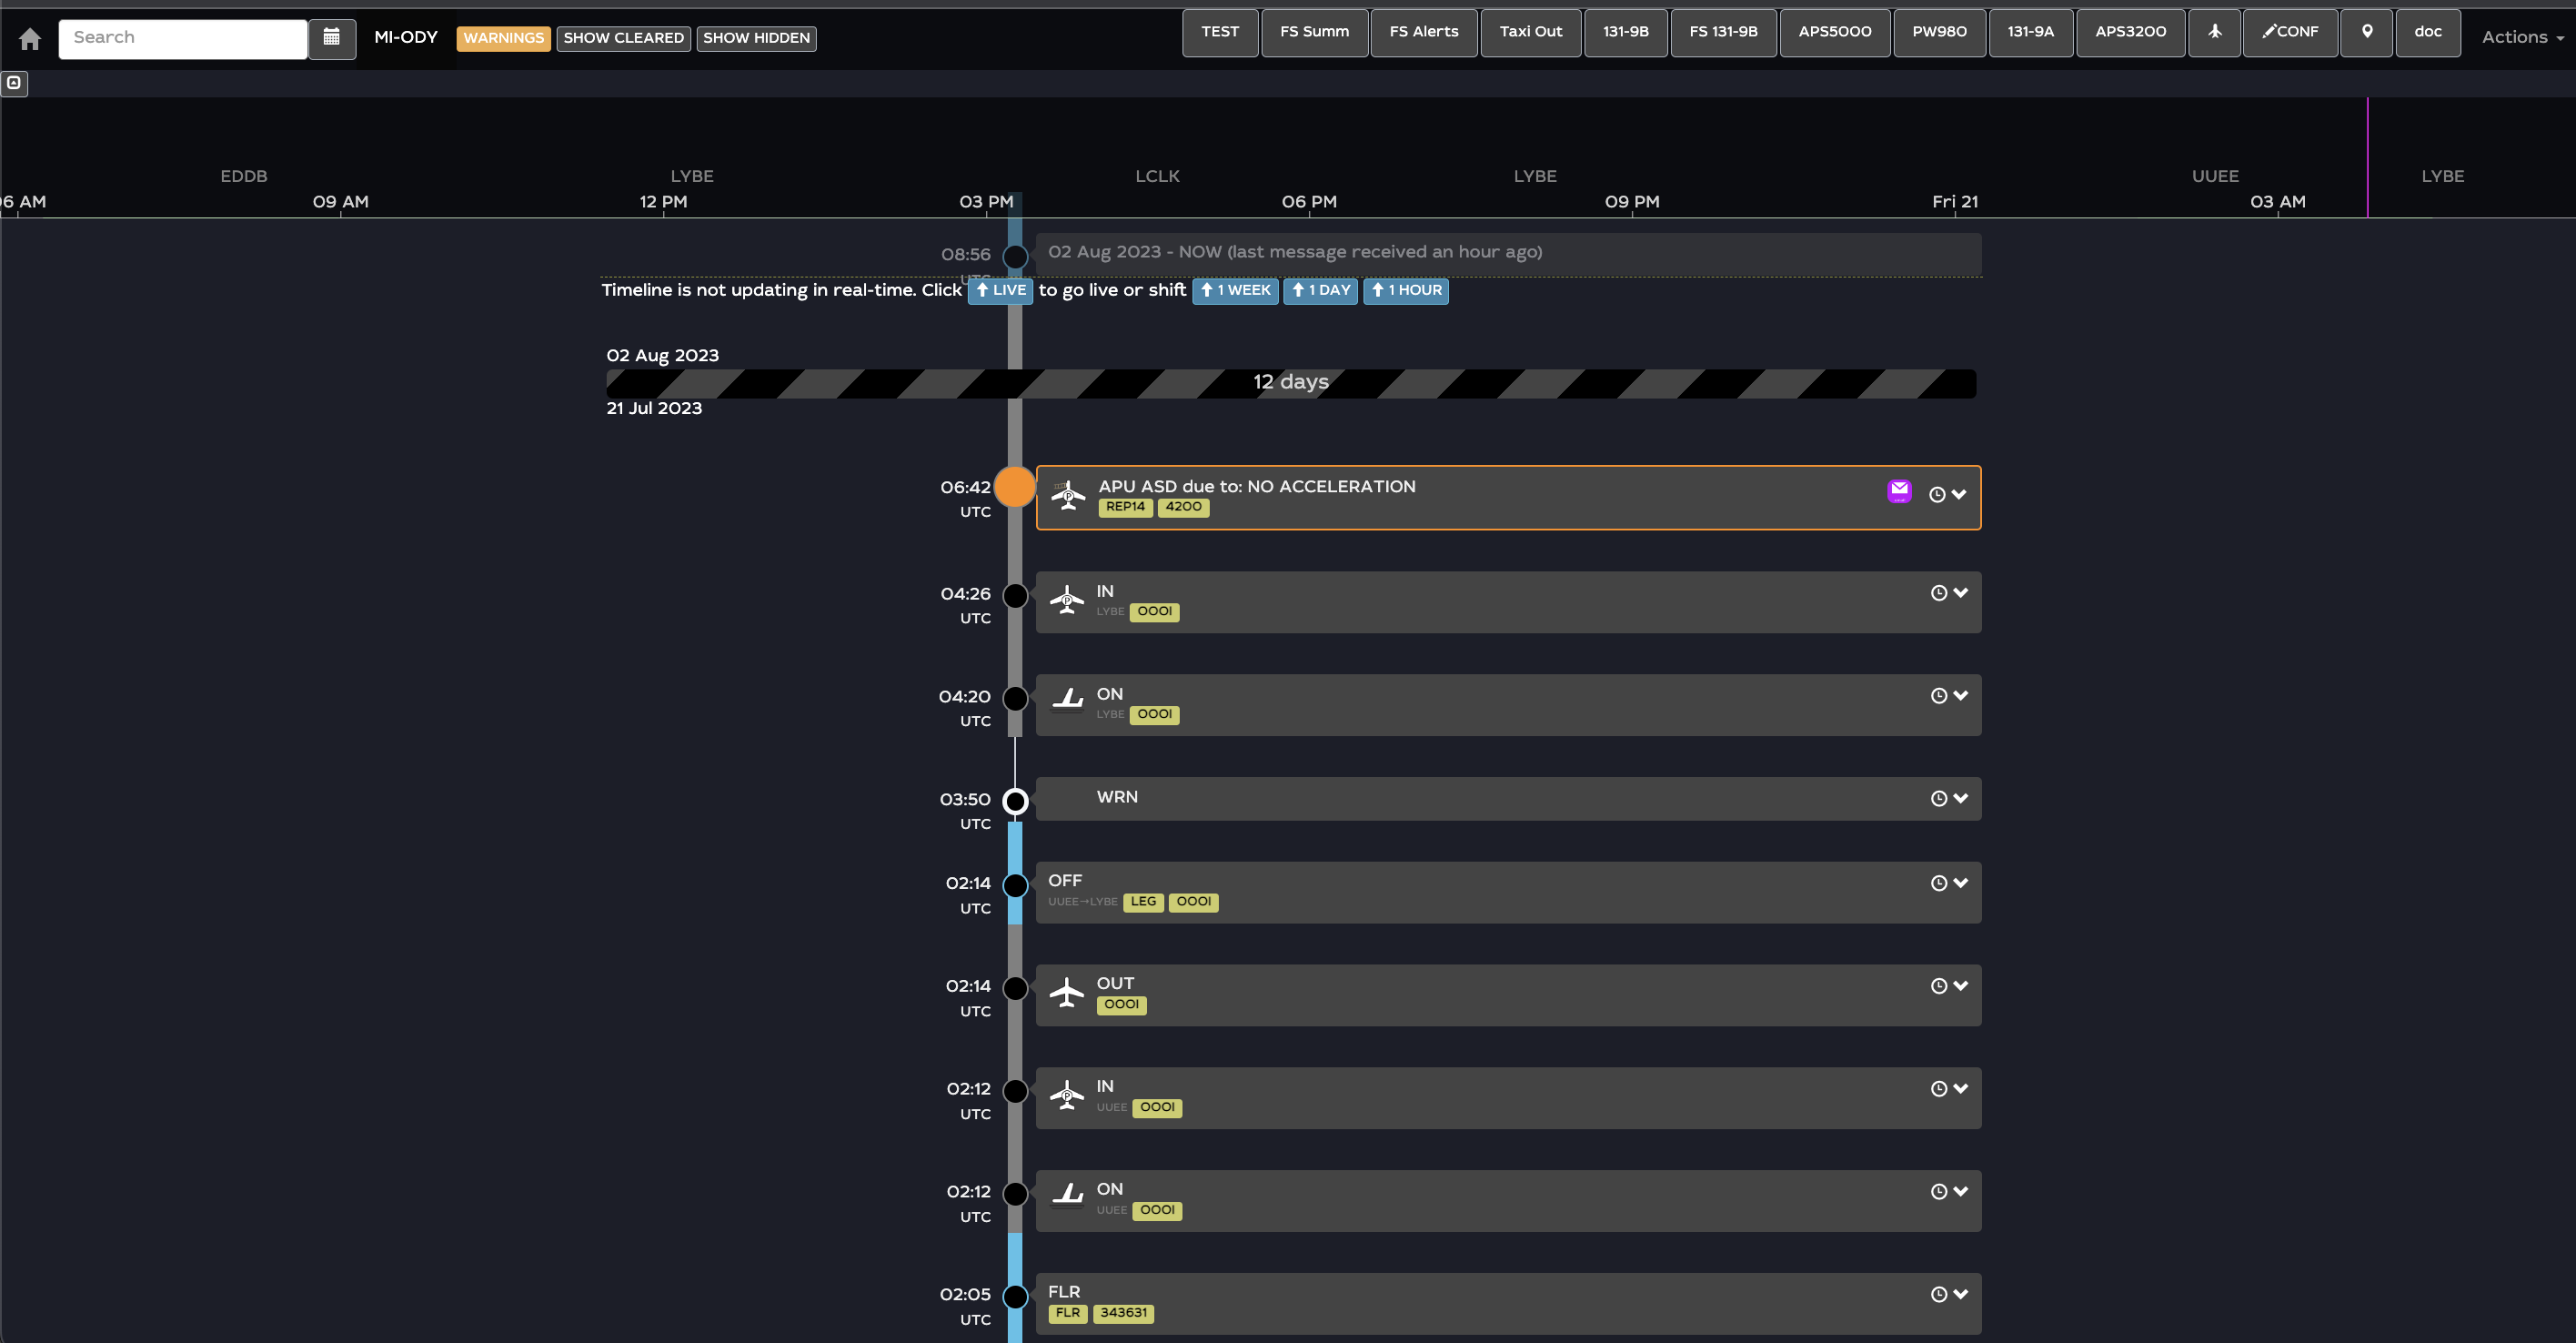 Search MI-ODY WARNINGS SHOW CLEARED SHOW HIDDEN TEST FS Summ FS Alerts Taxi Out 131-9B FS 131-9B APS5000 PW980 131-9A APS3200 CONF doc Actions
EDDB LYBE LCLK LYBE UUEE LYBE
06 AM 09 AM 12 PM 03 PM 06 PM 09 PM Fri 21 03 AM
08:56 UTC
02 Aug 2023 - NOW (last message received an hour ago)
Timeline is not updating in real-time. Click LIVE to go live or shift 1 WEEK 1 DAY 1 HOUR
02 Aug 2023
12 days
21 Jul 2023
06:42 UTC
APU ASD due to: NO ACCELERATION
REP14 4200
04:26 UTC
IN
LYBE OOOI
04:20 UTC
ON
LYBE OOOI
03:50 UTC
WRN
02:14 UTC
OFF
UUEE→LYBE LEG OOOI
02:14 UTC
OUT
OOOI
02:12 UTC
IN
UUEE OOOI
02:12 UTC
ON
UUEE OOOI
02:05 UTC
FLR
FLR 343631